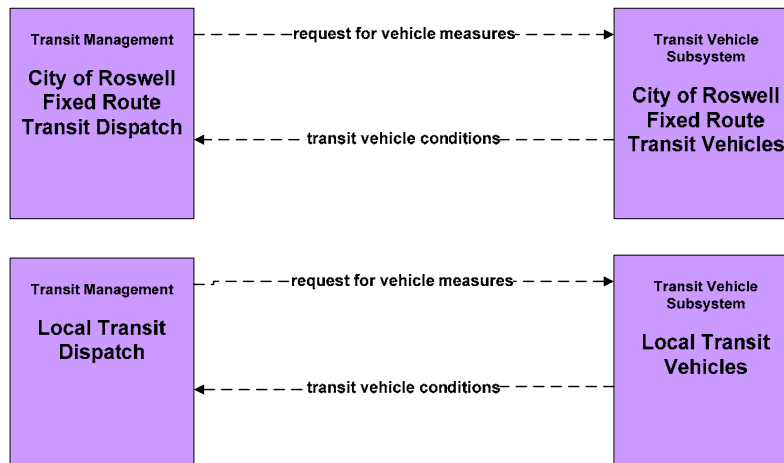 Transit Management
City of Roswell
Fixed Route
Transit Dispatch
request for vehicle measures
transit vehicle conditions
Transit Vehicle
Subsystem
City of Roswell
Fixed Route
Transit Vehicles
Transit Management
Local Transit
Dispatch
request for vehicle measures
transit vehicle conditions
Transit Vehicle
Subsystem
Local Transit
Vehicles